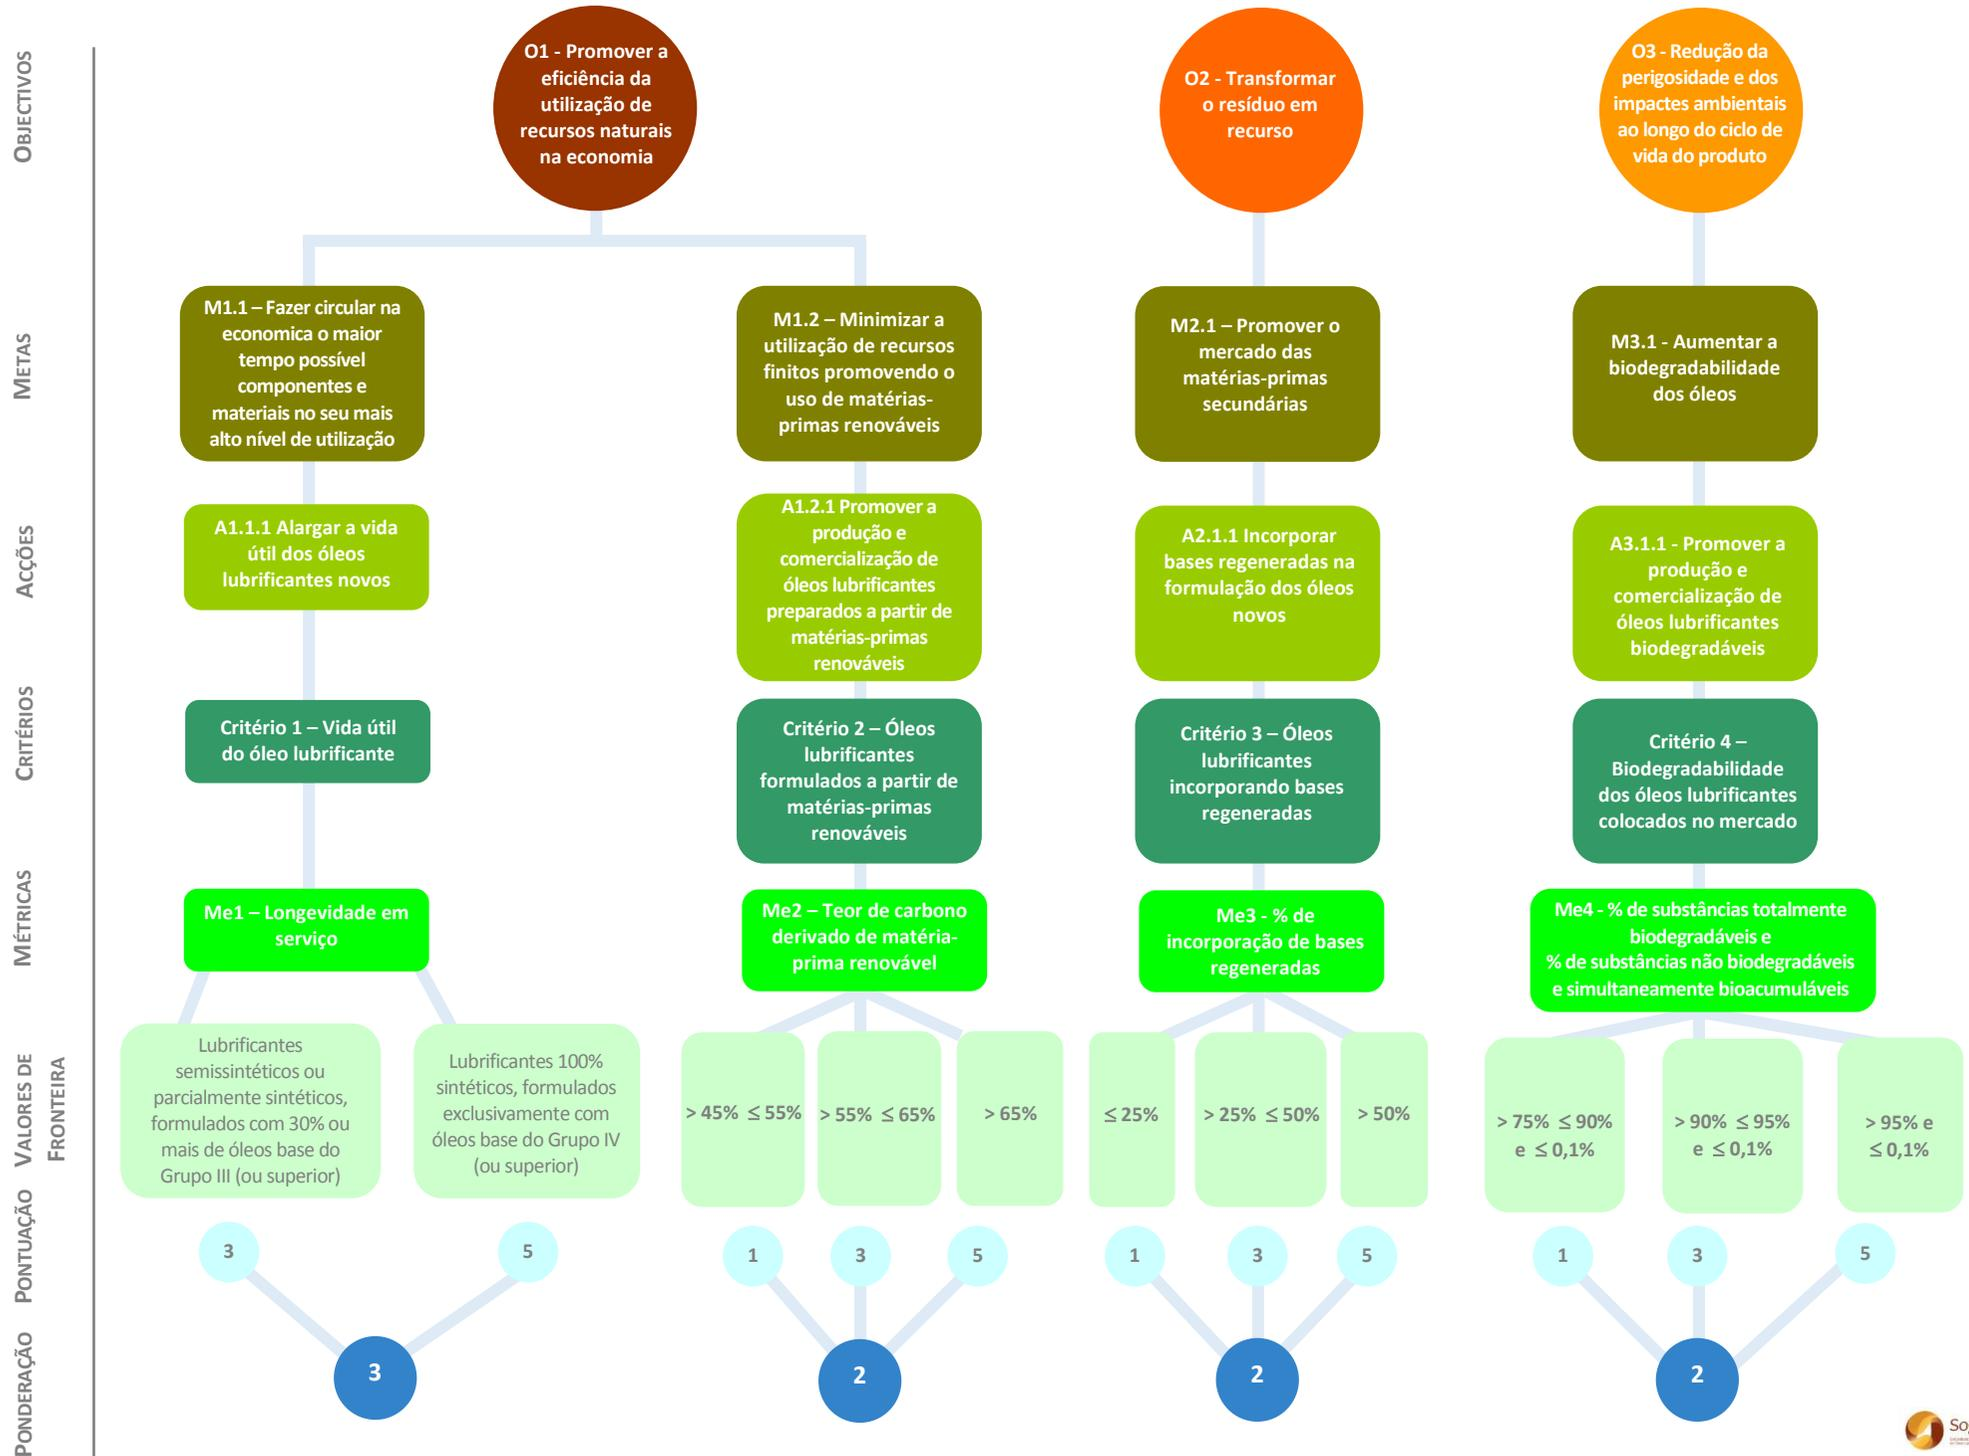 OBJECTIVOS
O1 - Promover a
eficiência da
utilização de
recursos naturais
na economia
O2 - Transformar
o resíduo em
recurso
O3 - Redução da
perigosidade e dos
impactes ambientais
ao longo do ciclo de
vida do produto
METAS
M1.1 – Fazer circular na
economica o maior
tempo possível
componentes e
materiais no seu mais
alto nível de utilização
M1.2 – Minimizar a
utilização de recursos
finitos promovendo o
uso de matérias-
primas renováveis
M2.1 – Promover o
mercado das
matérias-primas
secundárias
M3.1 - Aumentar a
biodegradabilidade
dos óleos
ACÇÕES
A1.1.1 Alargar a vida
útil dos óleos
lubrificantes novos
A1.2.1 Promover a
produção e
comercialização de
óleos lubrificantes
preparados a partir de
matérias-primas
renováveis
A2.1.1 Incorporar
bases regeneradas na
formulação dos óleos
novos
A3.1.1 - Promover a
produção e
comercialização de
óleos lubrificantes
biodegradáveis
CRITÉRIOS
Critério 1 – Vida útil
do óleo lubrificante
Critério 2 – Óleos
lubrificantes
formulados a partir de
matérias-primas
renováveis
Critério 3 – Óleos
lubrificantes
incorporando bases
regeneradas
Critério 4 –
Biodegradabilidade
dos óleos lubrificantes
colocados no mercado
MÉTRICAS
Me1 – Longevidade em
serviço
Me2 – Teor de carbono
derivado de matéria-
prima renovável
Me3 - % de
incorporação de bases
regeneradas
Me4 - % de substâncias totalmente
biodegradáveis e
% de substâncias não biodegradáveis
e simultaneamente bioacumuláveis
VALORES DE
FRONTEIRA
Lubrificantes
semissintéticos ou
parcialmente sintéticos,
formulados com 30% ou
mais de óleos base do
Grupo III (ou superior)
Lubrificantes 100%
sintéticos, formulados
exclusivamente com
óleos base do Grupo IV
(ou superior)
> 45% ≤ 55%
> 55% ≤ 65%
> 65%
≤ 25%
> 25% ≤ 50%
> 50%
> 75% ≤ 90%
e ≤ 0,1%
> 90% ≤ 95%
e ≤ 0,1%
> 95% e
≤ 0,1%
PONTUAÇÃO
3
5
1
3
5
1
3
5
1
3
5
PONDERAÇÃO
3
2
2
2